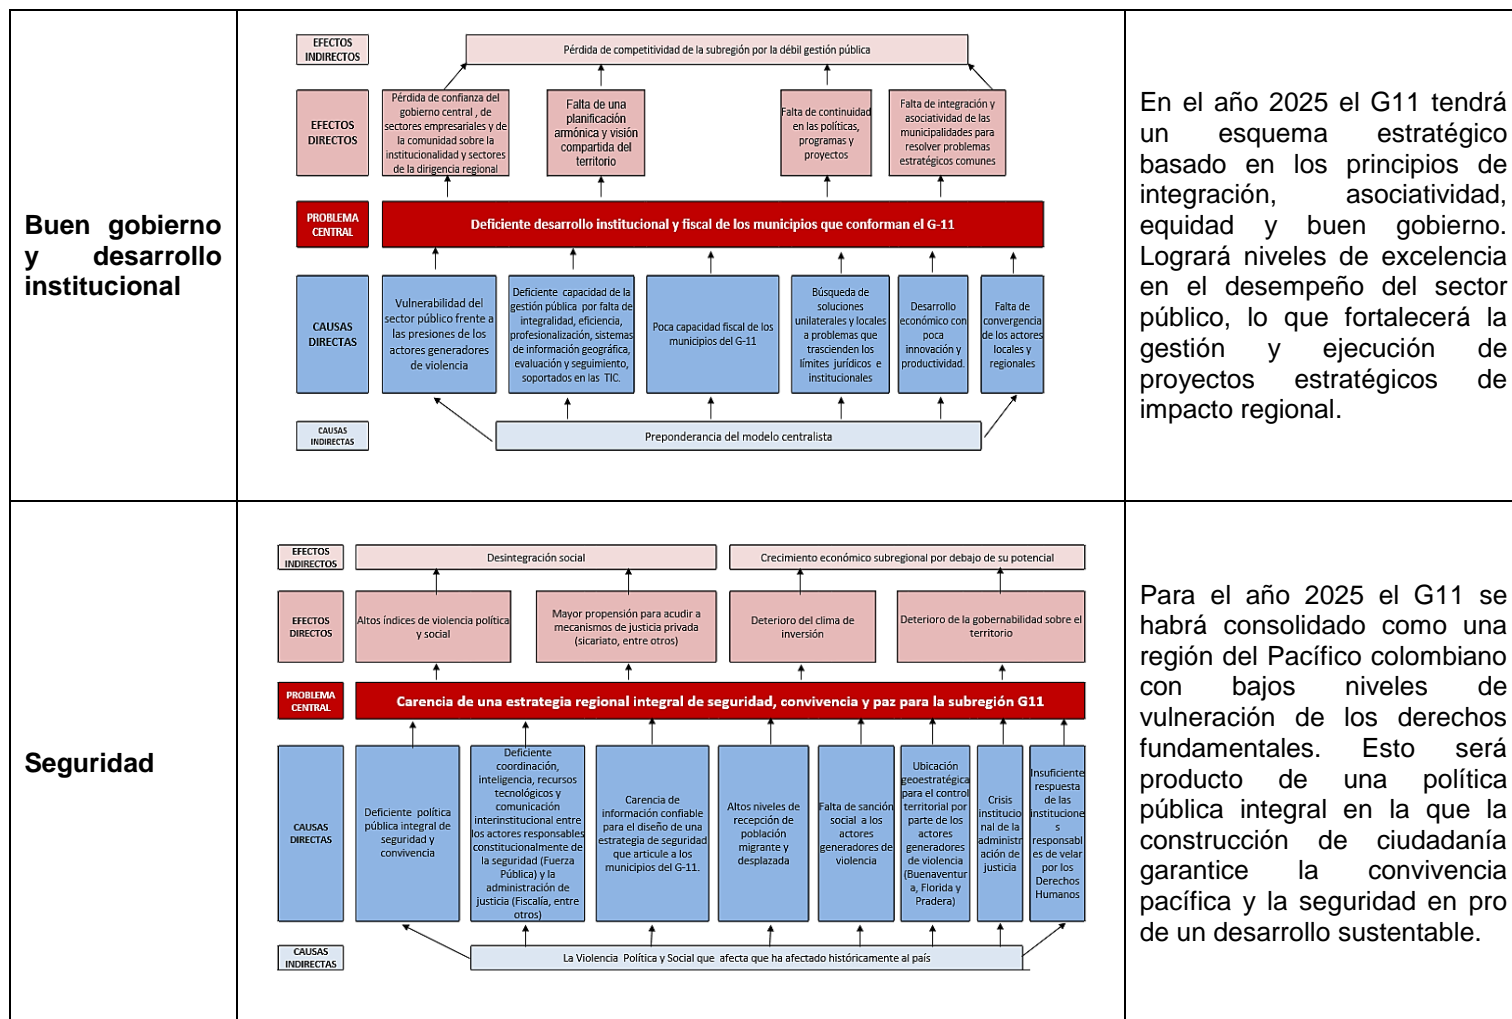 Buen gobierno
y desarrollo
institucional
EFECTOS
INDIRECTOS
Pérdida de competitividad de la subregión por la débil gestión pública
EFECTOS
DIRECTOS
Pérdida de confianza del
gobierno central , de
sectores empresariales y de
la comunidad sobre la
institucionalidad y sectores
de la dirigencia regional
Falta de una
planificación
armónica y visión
compartida del
territorio
Falta de continuidad
en las políticas,
programas y
proyectos
Falta de integración y
asociatividad de las
municipalidades para
resolver problemas
estratégicos comunes
PROBLEMA
CENTRAL
Deficiente desarrollo institucional y fiscal de los municipios que conforman el G-11
CAUSAS
DIRECTAS
Vulnerabilidad del
sector público frente a
las presiones de los
actores generadores
de violencia
Deficiente capacidad de la
gestión pública por falta de
integralidad, eficiencia,
profesionalización, sistemas
de información geográfica,
evaluación y seguimiento,
soportados en las TIC.
Poca capacidad fiscal de los
municipios del G-11
Búsqueda de
soluciones
unilaterales y locales
a problemas que
trascienden los
límites jurídicos e
institucionales
Desarrollo
económico con
poca
innovación y
productividad.
Falta de
convergencia
de los actores
locales y
regionales
CAUSAS
INDIRECTAS
Preponderancia del modelo centralista
En el año 2025 el G11 tendrá
un esquema estratégico
basado en los principios de
integración, asociatividad,
equidad y buen gobierno.
Logrará niveles de excelencia
en el desempeño del sector
público, lo que fortalecerá la
gestión y ejecución de
proyectos estratégicos de
impacto regional.
Seguridad
EFECTOS
INDIRECTOS
Desintegración social
Crecimiento económico subregional por debajo de su potencial
EFECTOS
DIRECTOS
Altos índices de violencia política
y social
Mayor propensión para acudir a
mecanismos de justicia privada
(sicariato, entre otros)
Deterioro del clima de
inversión
Deterioro de la gobernabilidad sobre el
territorio
PROBLEMA
CENTRAL
Carencia de una estrategia regional integral de seguridad, convivencia y paz para la subregión G11
CAUSAS
DIRECTAS
Deficiente política
pública integral de
seguridad y
convivencia
Deficiente
coordinación,
inteligencia, recursos
tecnológicos y
comunicación
interinstitucional entre
los actores responsables
constitucionalmente de
la seguridad (Fuerza
Pública) y la
administración de
justicia (Fiscalía, entre
otros)
Carencia de
información confiable
para el diseño de una
estrategia de seguridad
que articule a los
municipios del G-11.
Altos niveles de
recepción de
población
migrante y
desplazada
Falta de sanción
social a los
actores
generadores de
violencia
Ubicación
geoestratégica
para el control
territorial por
parte de los
actores
generadores
de violencia
(Buenaventur
a, Florida y
Pradera)
Crisis
institucio
nal de la
administr
ación de
justicia
Insuficiente
respuesta
de las
institucione
s
responsabl
es de velar
por los
Derechos
Humanos
CAUSAS
INDIRECTAS
La Violencia Política y Social que afecta que ha afectado históricamente al país
Para el año 2025 el G11 se
habrá consolidado como una
región del Pacífico colombiano
con bajos niveles de
vulneración de los derechos
fundamentales. Esto será
producto de una política
pública integral en la que la
construcción de ciudadanía
garantice la convivencia
pacífica y la seguridad en pro
de un desarrollo sustentable.